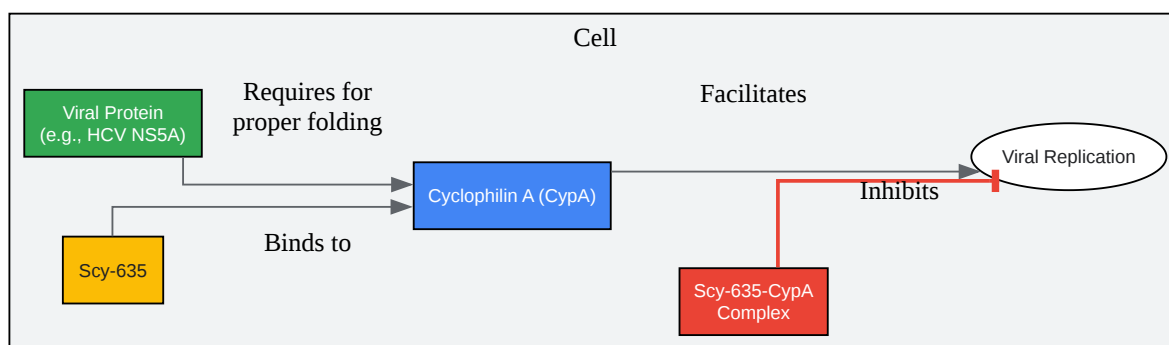 Cell
Requires for
proper folding
Facilitates
Viral Protein
(e.g., HCV NS5A)
Viral Replication
Cyclophilin A (CypA)
Inhibits
Binds to
Scy-635
Scy-635-CypA
Complex